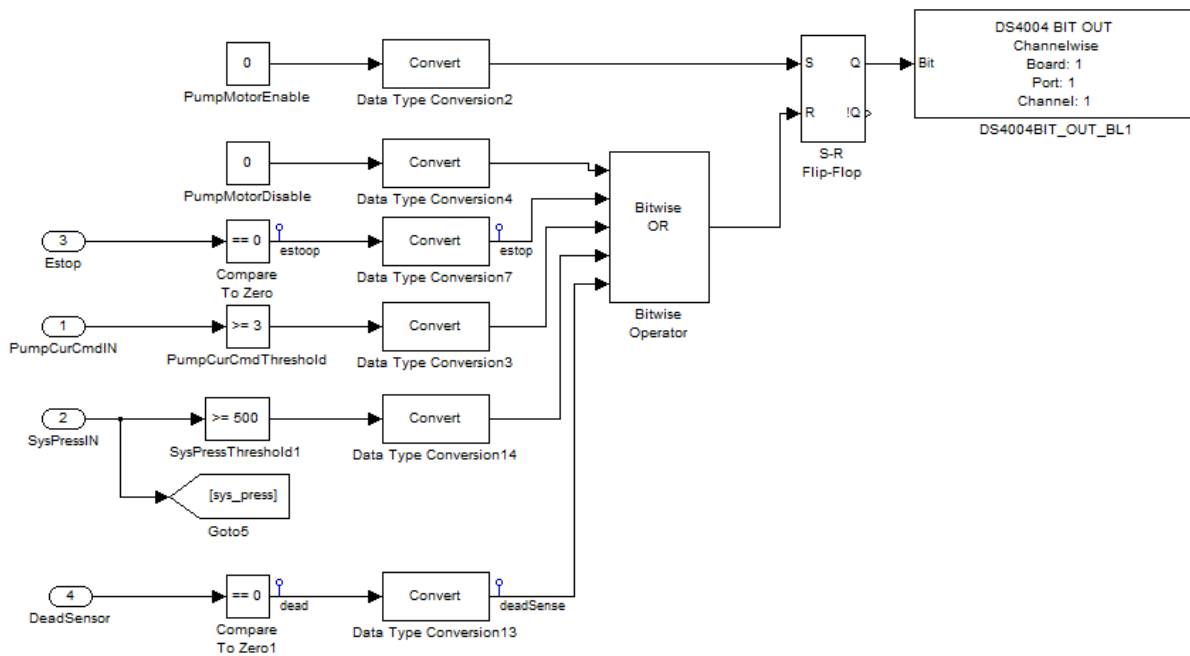 DS4004 BIT OUT
Channelwise
Board: 1
Port: 1
Channel: 1
Bit
DS4004BIT_OUT_BL1
0
PumpMotorEnable
Convert
Data Type Conversion2
S
Q
R
!Q
S-R
Flip-Flop
0
PumpMotorDisable
Convert
Data Type Conversion4
Bitwise
OR
Bitwise
Operator
3
Estop
== 0
Compare
To Zero
estoop
Convert
Data Type Conversion7
estop
1
PumpCurCmdIN
>= 3
PumpCurCmdThreshold
Convert
Data Type Conversion3
2
SysPressIN
>= 500
SysPressThreshold1
Convert
Data Type Conversion14
[sys_press]
Goto5
4
DeadSensor
== 0
Compare
To Zero1
dead
Convert
Data Type Conversion13
deadSense